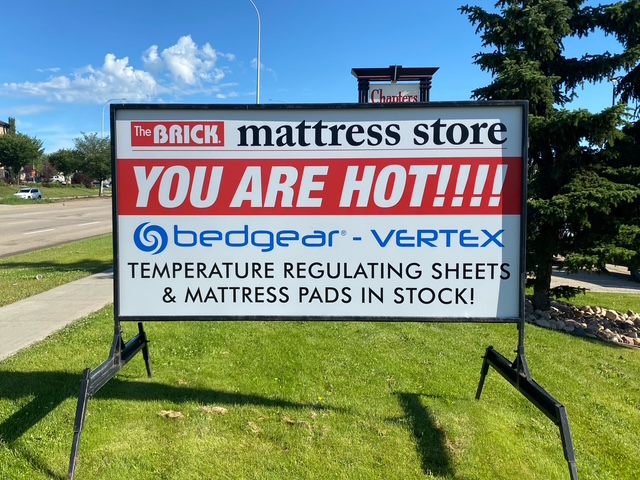 Chapters
The BRICK. mattress store
YOU ARE HOT!!!!
bedgear® - VERTEX
TEMPERATURE REGULATING SHEETS
& MATTRESS PADS IN STOCK!